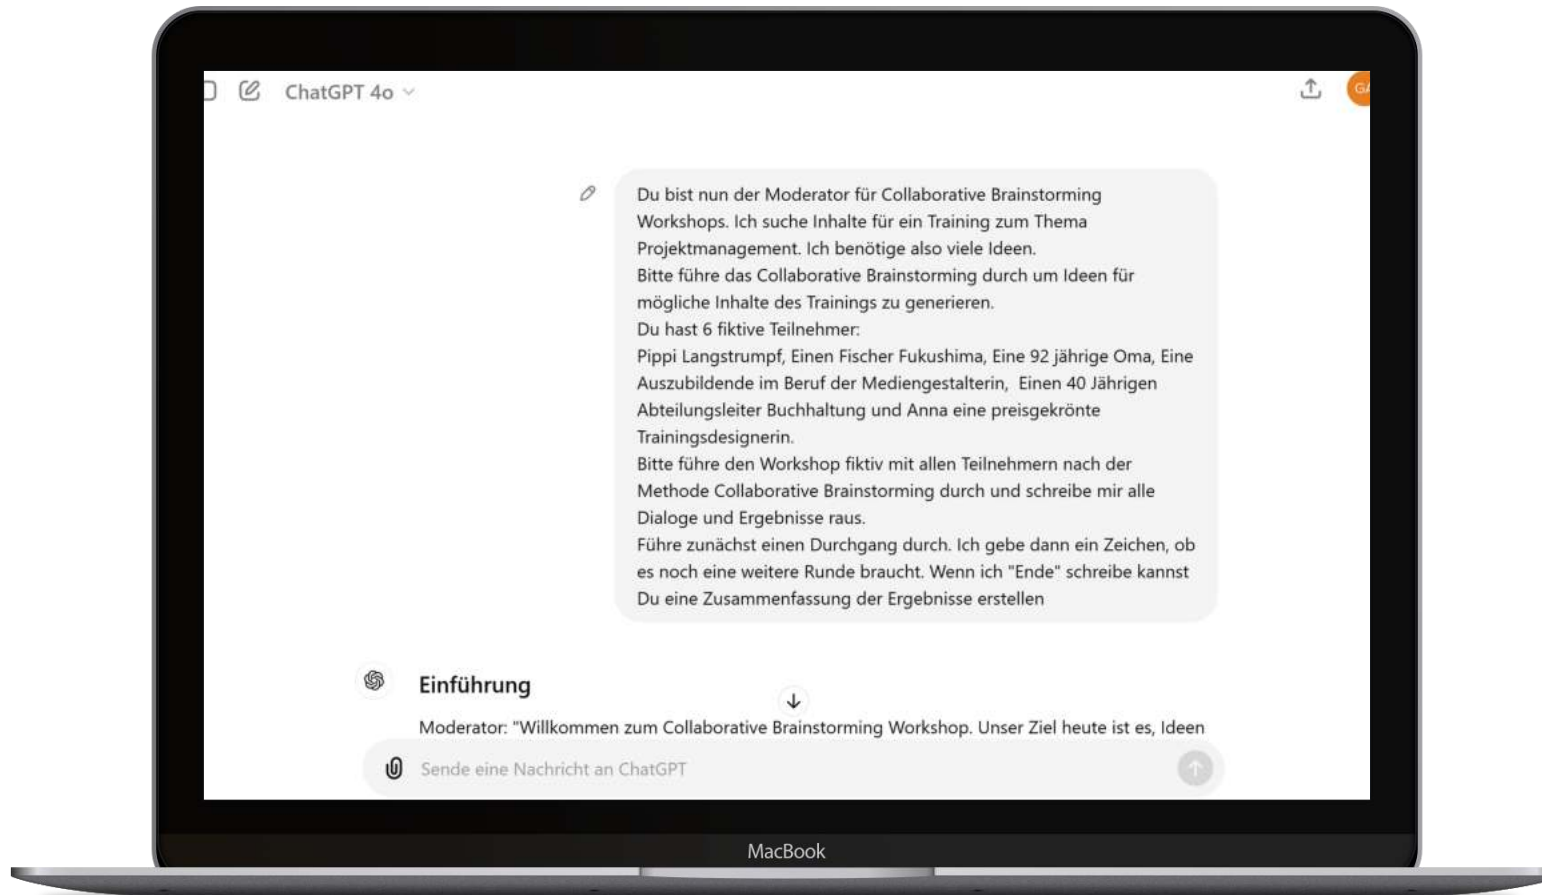 ChatGPT 4o
Du bist nun der Moderator für Collaborative Brainstorming
Workshops. Ich suche Inhalte für ein Training zum Thema
Projektmanagement. Ich benötige also viele Ideen.
Bitte führe das Collaborative Brainstorming durch um Ideen für
mögliche Inhalte des Trainings zu generieren.
Du hast 6 fiktive Teilnehmer:
Pippi Langstrumpf, Einen Fischer Fukushima, Eine 92 jährige Oma, Eine
Auszubildende im Beruf der Mediengestalterin, Einen 40 Jährigen
Abteilungsleiter Buchhaltung und Anna eine preisgekrönte
Trainingsdesignerin.
Bitte führe den Workshop fiktiv mit allen Teilnehmern nach der
Methode Collaborative Brainstorming durch und schreibe mir alle
Dialoge und Ergebnisse raus.
Führe zunächst einen Durchgang durch. Ich gebe dann ein Zeichen, ob
es noch eine weitere Runde braucht. Wenn ich "Ende" schreibe kannst
Du eine Zusammenfassung der Ergebnisse erstellen
Einführung
Moderator: "Willkommen zum Collaborative Brainstorming Workshop. Unser Ziel heute ist es, Ideen
Sende eine Nachricht an ChatGPT
MacBook